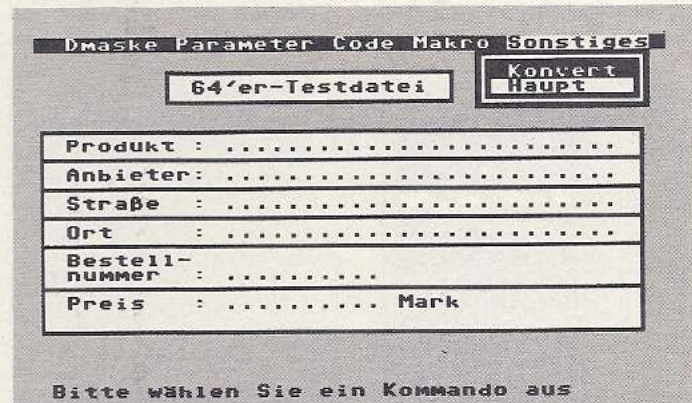 Dmaske Parameter Code Makro Sonstiges
Konvert
Haupt
64'er-Testdatei
Produkt : ..........................
Anbieter: ..........................
Straße : ..........................
Ort : ..........................
Bestell-
nummer : ..........
Preis : .......... Mark
Bitte wählen Sie ein Kommando aus